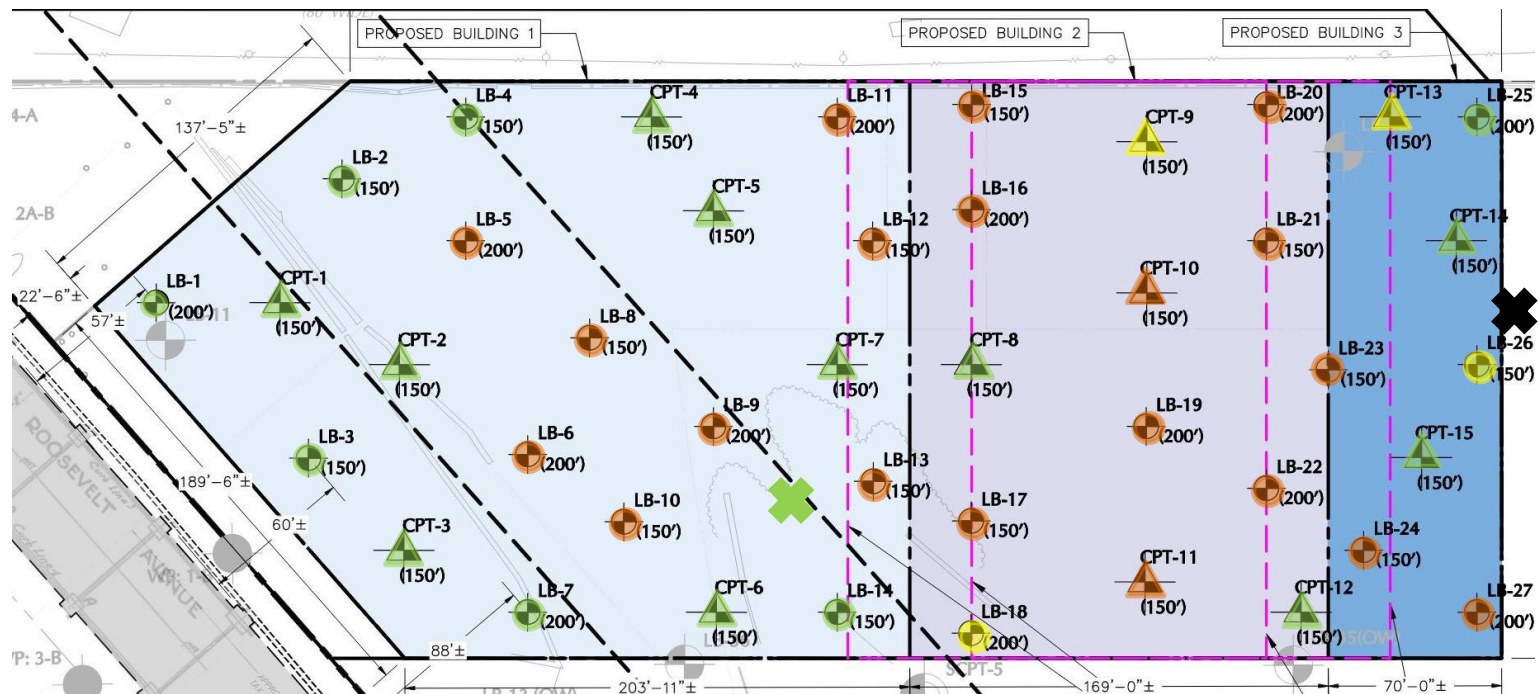 (80' WIDE)
PROPOSED BUILDING 1
PROPOSED BUILDING 2
PROPOSED BUILDING 3
4-A
137'-5"±
LB-4
(150')
CPT-4
(150')
LB-11
(200')
LB-15
(150')
CPT-9
(150')
LB-20
(200')
CPT-13
(150')
LB-25
(200')
LB-2
(150')
CPT-5
(150')
LB-16
(200')
2A-B
LB-5
(200')
LB-12
(150')
LB-21
(150')
CPT-14
(150')
LB-1
(200')
CPT-1
(150')
CPT-10
(150')
22'-6"±
57'±
LB-8
(150')
CPT-2
(150')
CPT-7
(150')
CPT-8
(150')
LB-23
(150')
LB-26
(150')
LB-9
(200')
LB-19
(200')
ROOSEVELT
AVENUE
LB-3
(150')
LB-6
(200')
LB-13
(150')
LB-22
(200')
CPT-15
(150')
189'-6"±
60'±
LB-10
(150')
LB-17
(150')
LB-24
(150')
CPT-3
(150')
CPT-11
(150')
LB-7
(200')
CPT-6
(150')
LB-14
(150')
LB-18
(200')
CPT-12
(150')
LB-27
(200')
88'±
SCPT-5
203'-11"±
169'-0"±
70'-0"±
LB-12 (OW)